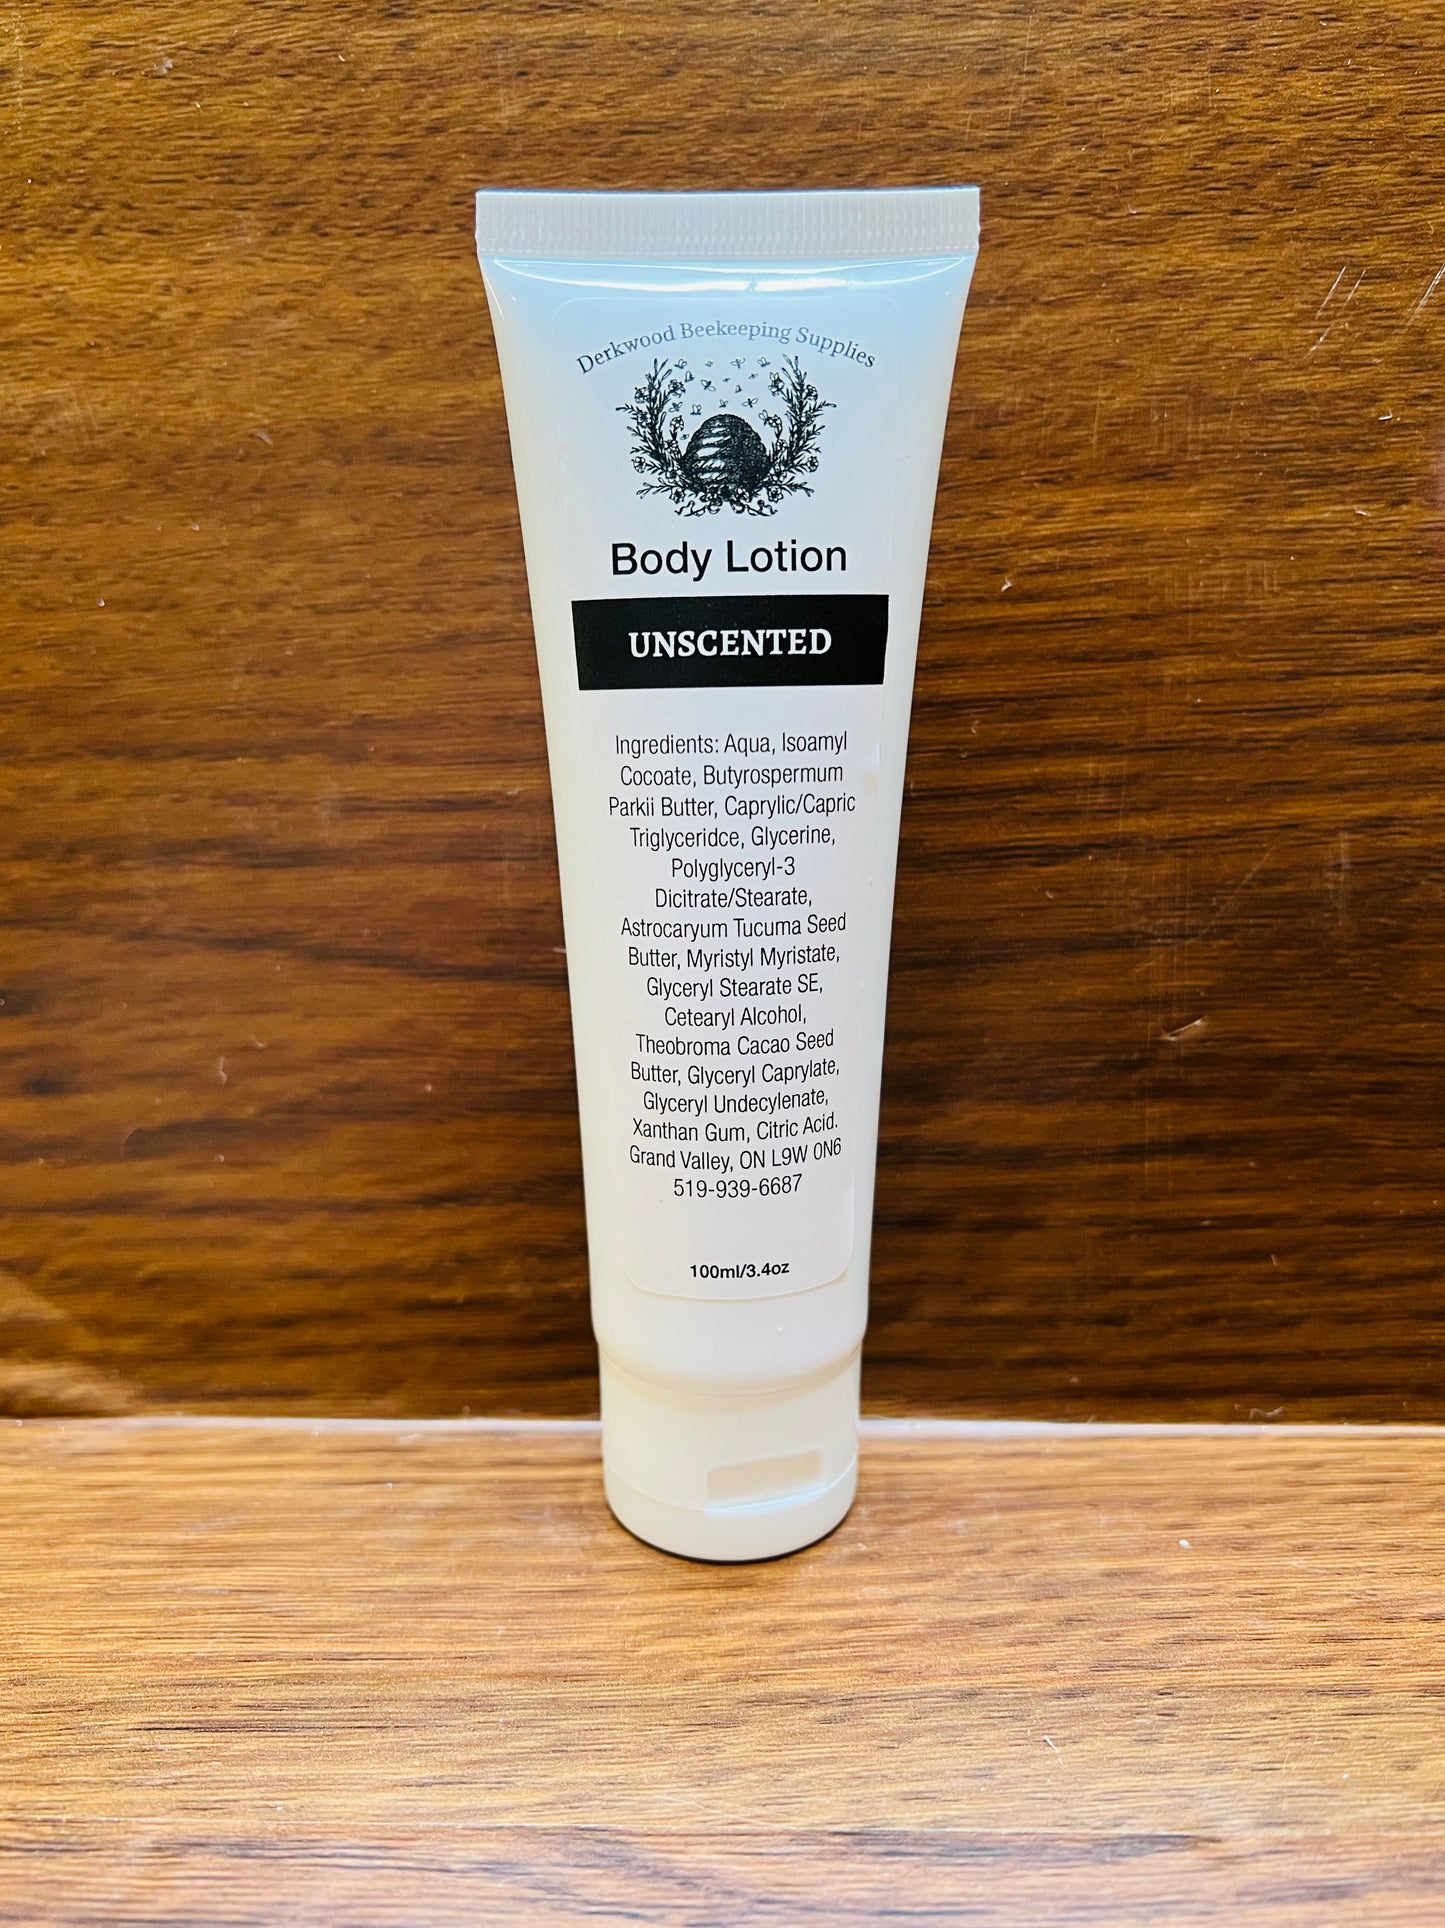 Derkwood Beekeeping Supplies
Body Lotion
UNSCENTED
Ingredients: Aqua, Isoamyl
Cocoate, Butyrospermum
Parkii Butter, Caprylic/Capric
Triglyceridce, Glycerine,
Polyglyceryl-3
Dicitrate/Stearate,
Astrocaryum Tucuma Seed
Butter, Myristyl Myristate,
Glyceryl Stearate SE,
Cetearyl Alcohol,
Theobroma Cacao Seed
Butter, Glyceryl Caprylate,
Glyceryl Undecylenate,
Xanthan Gum, Citric Acid.
Grand Valley, ON L9W 0N6
519-939-6687
100ml/3.4oz